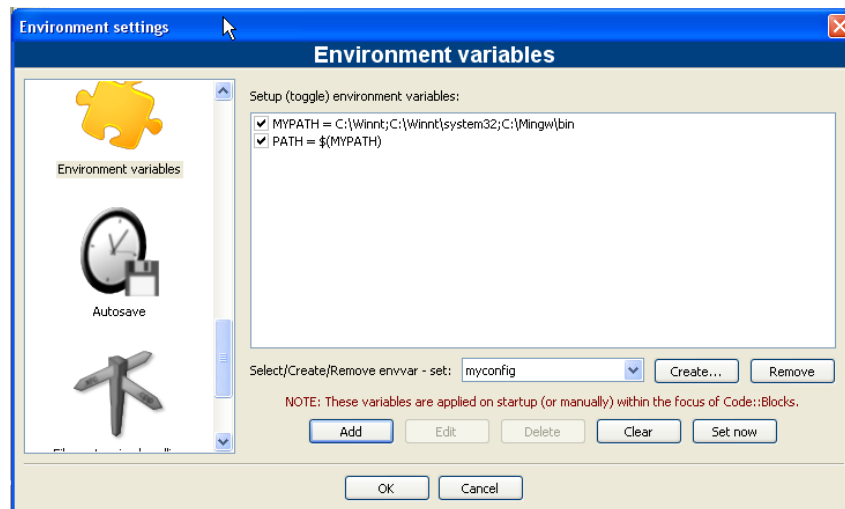 Environment settings
Environment variables
Setup (toggle) environment variables:
MYPATH = C:\Winnt;C:\Winnt\system32;C:\Mingw\bin
PATH = $(MYPATH)
Environment variables
Autosave
Select/Create/Remove envvar - set: myconfig Create... Remove
NOTE: These variables are applied on startup (or manually) within the focus of Code::Blocks.
Add Edit Delete Clear Set now
OK Cancel